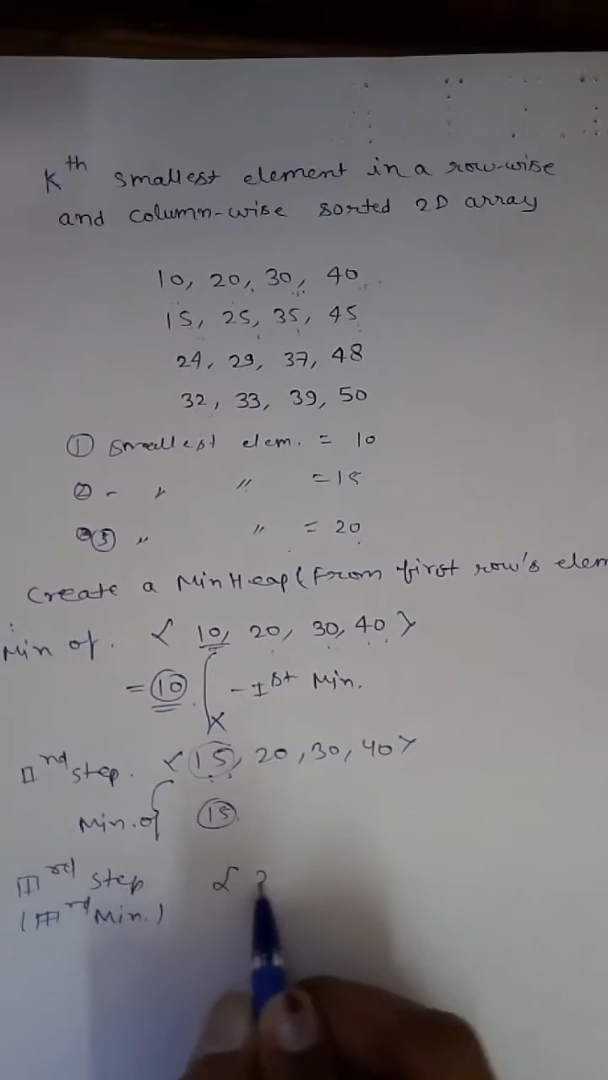 Kth smallest element in a row-wise
and column-wise sorted 2D array
10, 20, 30, 40
15, 25, 35, 45
24, 29, 37, 48
32, 33, 39, 50
① Smallest elem. = 10
② - " " = 15
③ " " = 20
Create a MinHeap (From first row's elem
Min of. < 10, 20, 30, 40 >
= 10 - Ist Min.
IInd step. < 15, 20, 30, 40 >
Min. of 15
IIIrd step <
(IIIrd Min.)